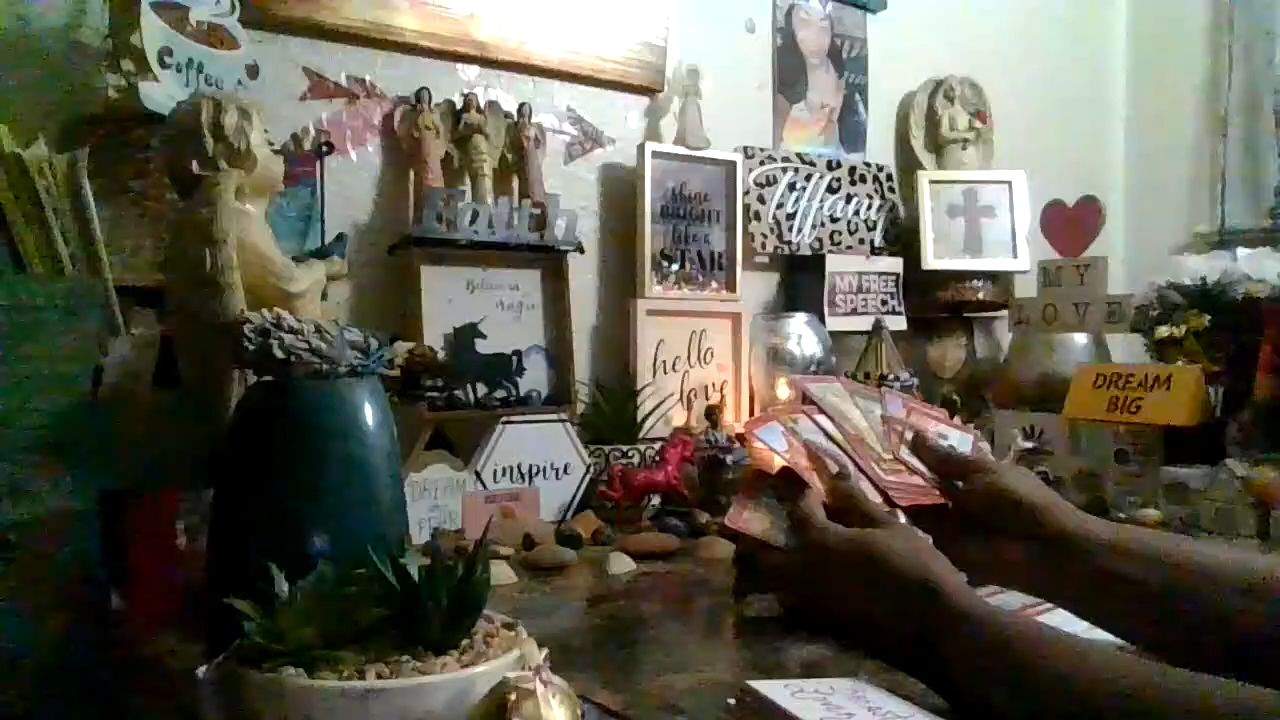 Coffee
Faith
Believe in
magic
shine
BRIGHT
like a
STAR
Tiffany
MY FREE
SPEECH
hello
love
MY
LOVE
DREAM
BIG
inspire
DREAM